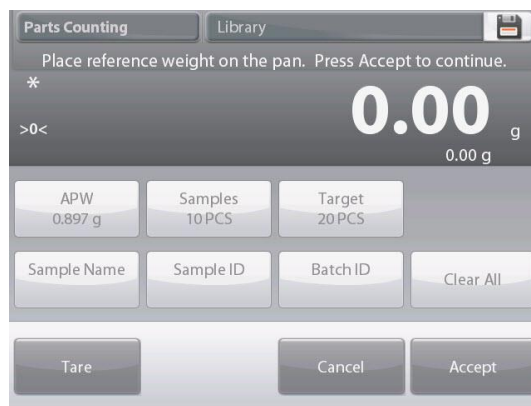 Parts Counting Library
Place reference weight on the pan. Press Accept to continue.
*
>0<
0.00 g
0.00 g
APW Samples Target
0.897 g 10 PCS 20 PCS
Sample Name Sample ID Batch ID Clear All
Tare Cancel Accept